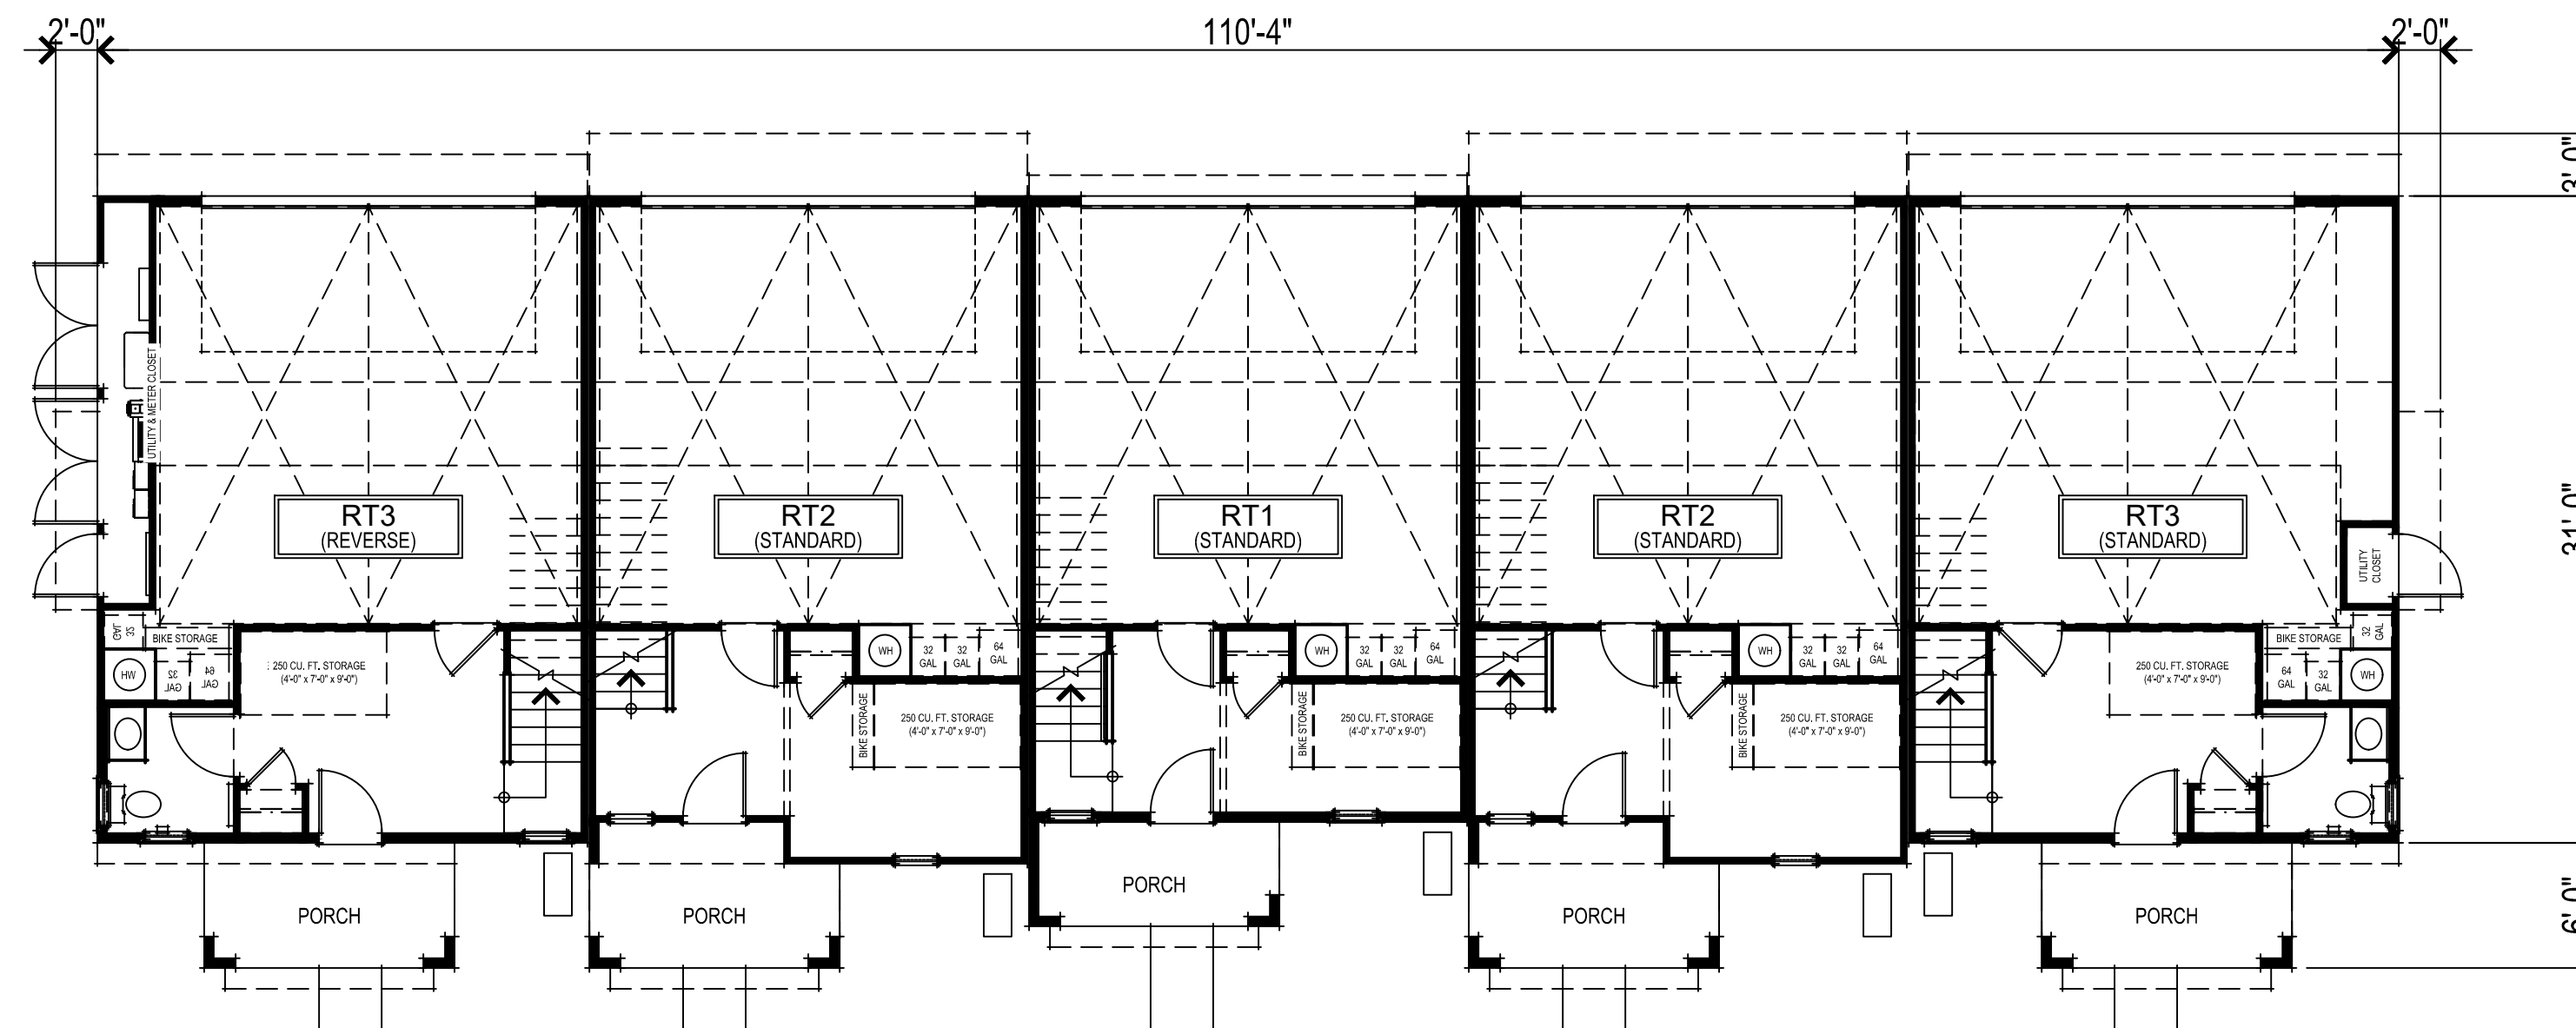 2'-0"
110'-4"
2'-0"
3'-0"
31'-0"
6'-0"
UTILITY & METER CLOSET
RT3
(REVERSE)
RT2
(STANDARD)
RT1
(STANDARD)
RT2
(STANDARD)
RT3
(STANDARD)
UTILITY
CLOSET
32
GAL
BIKE STORAGE
WH
32
GAL
64
GAL
250 CU. FT. STORAGE
(4'-0" x 7'-0" x 9'-0")
WH
32
GAL
32
GAL
64
GAL
BIKE STORAGE
250 CU. FT. STORAGE
(4'-0" x 7'-0" x 9'-0")
WH
32
GAL
32
GAL
64
GAL
BIKE STORAGE
250 CU. FT. STORAGE
(4'-0" x 7'-0" x 9'-0")
WH
32
GAL
32
GAL
64
GAL
BIKE STORAGE
250 CU. FT. STORAGE
(4'-0" x 7'-0" x 9'-0")
250 CU. FT. STORAGE
(4'-0" x 7'-0" x 9'-0")
BIKE STORAGE
32
GAL
64
GAL
32
GAL
WH
PORCH
PORCH
PORCH
PORCH
PORCH